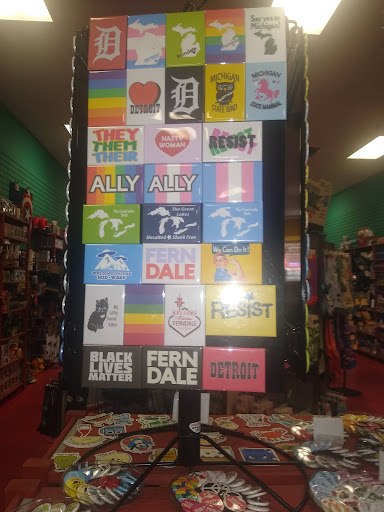 D
Say yes to
Michigan
DETROIT
D
MICHIGAN
STATE BIRD
MICHIGAN
STATE MAMMAL
THEY
THEM
THEIR
NASTY
WOMAN
RESIST
ALLY
ALLY
The Great
Lakes
Unsalted Shark Free
FERN
DALE
We Can Do It!
FERNDALE
RESIST
BLACK
LIVES
MATTER
FERN
DALE
DETROIT